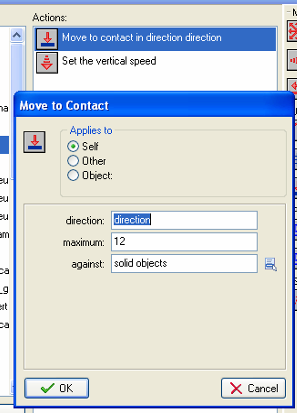 Actions:
Move to contact in direction direction
Set the vertical speed
Move to Contact
Applies to
Self
Other
Object:
direction: direction
maximum: 12
against: solid objects
OK
Cancel